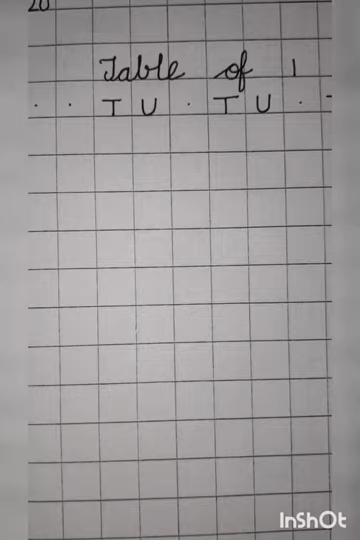 20
Table of 1
. . T U . T U . -
InShOt